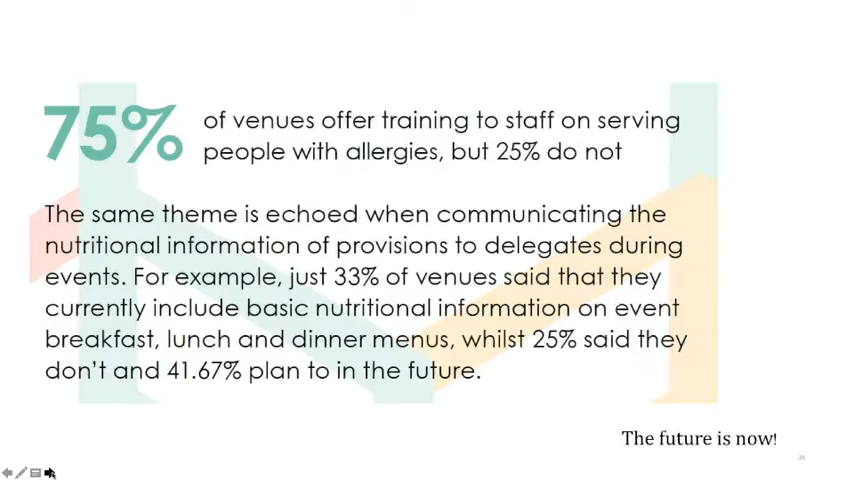 75%
of venues offer training to staff on serving
people with allergies, but 25% do not
The same theme is echoed when communicating the
nutritional information of provisions to delegates during
events. For example, just 33% of venues said that they
currently include basic nutritional information on event
breakfast, lunch and dinner menus, whilst 25% said they
don't and 41.67% plan to in the future.
The future is now!